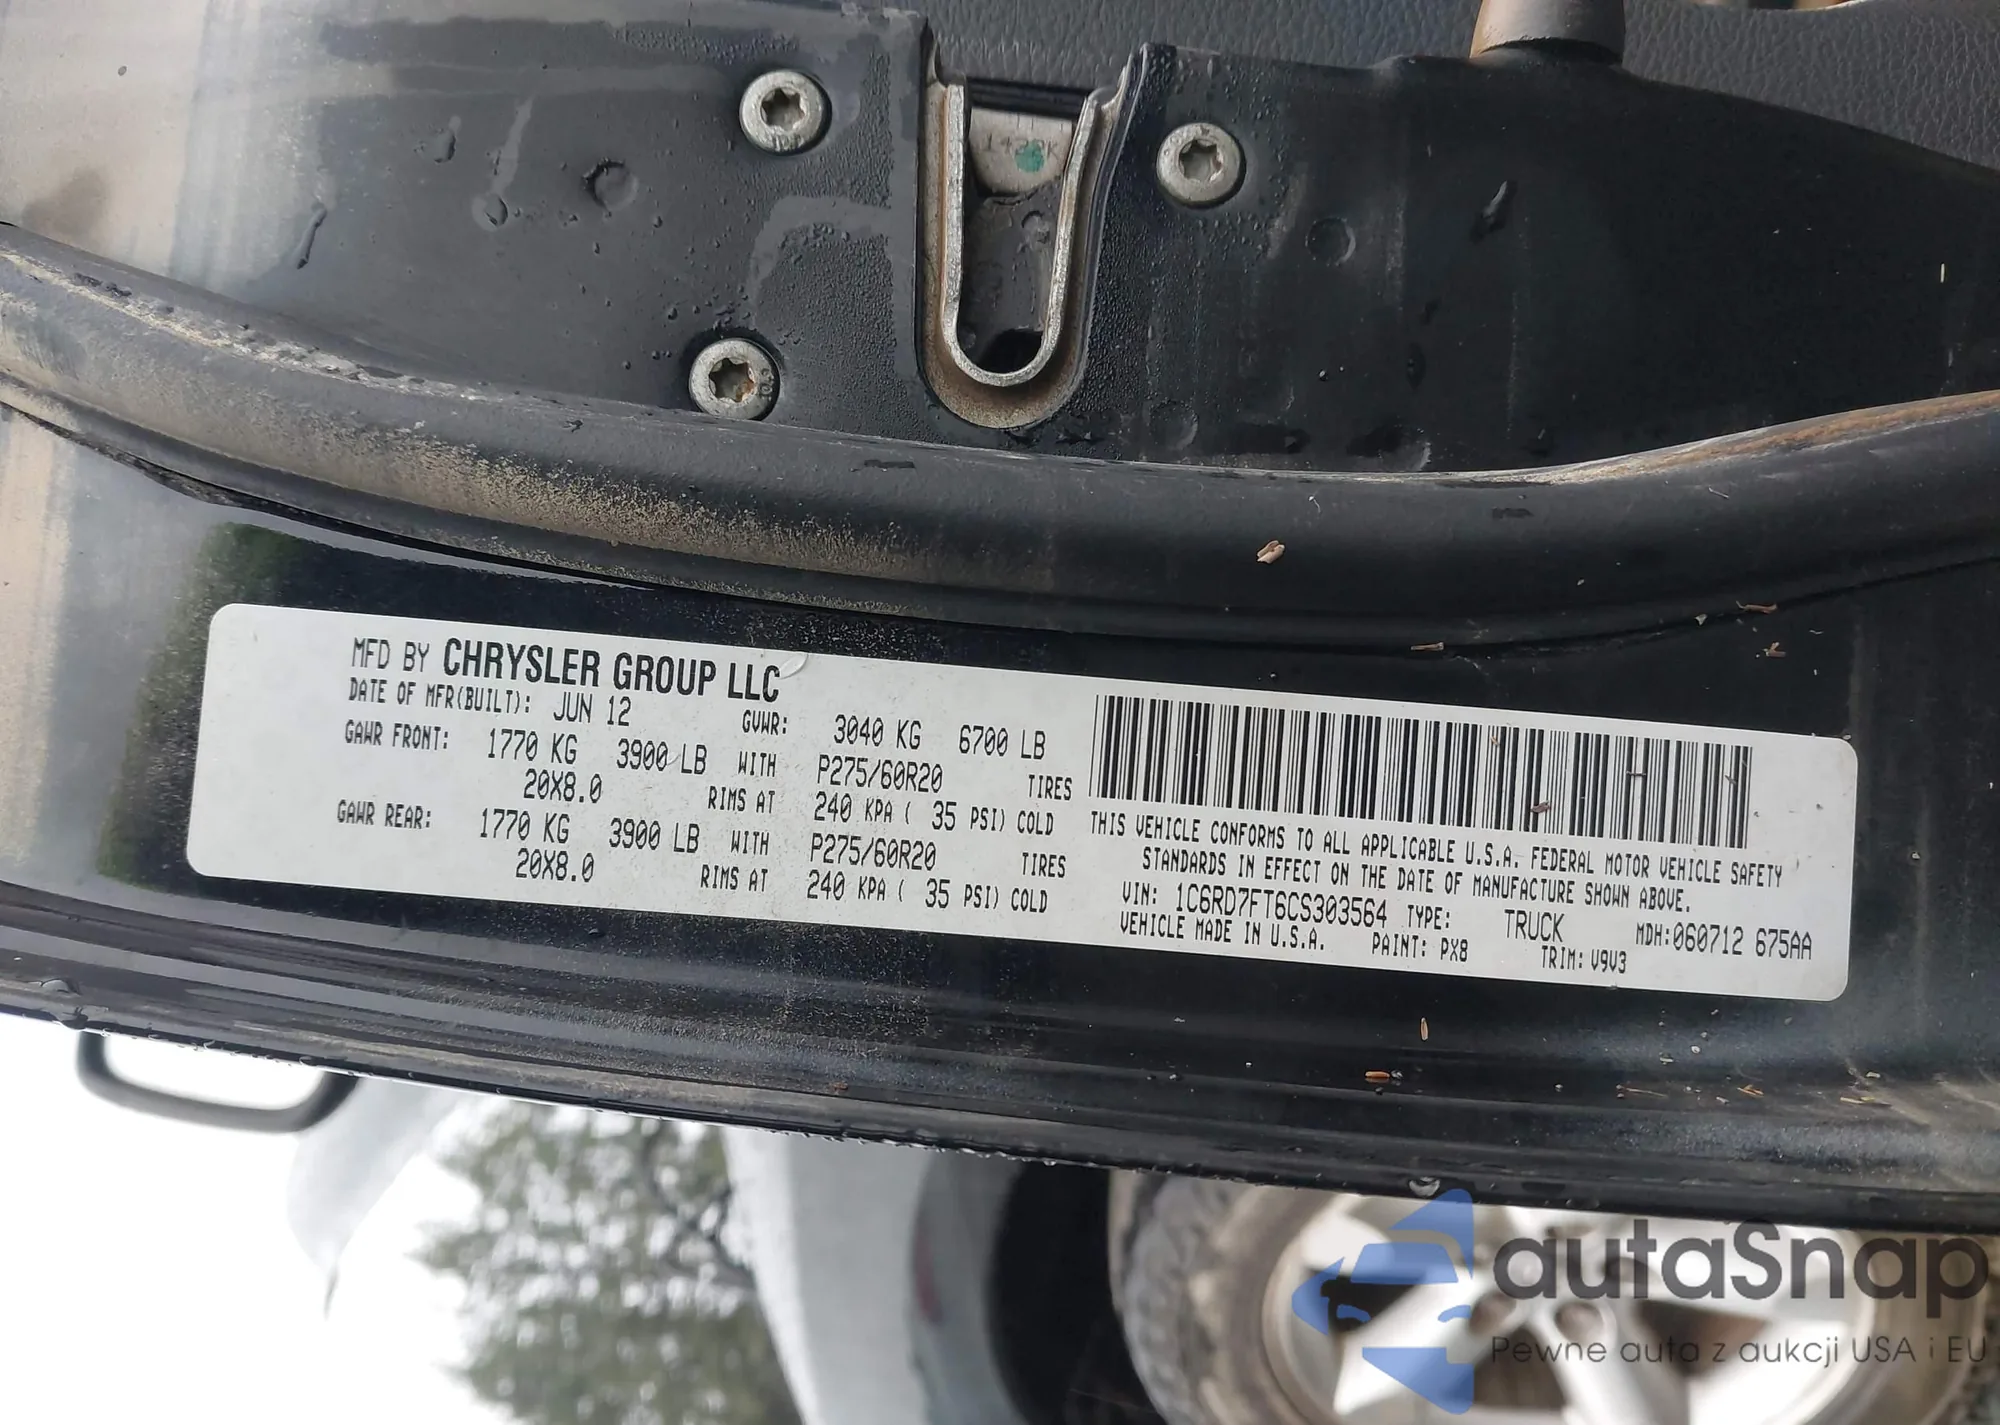 1422K
MFD BY CHRYSLER GROUP LLC
DATE OF MFR(BUILT): JUN 12 GVWR: 3040 KG 6700 LB
GAWR FRONT: 1770 KG 3900 LB WITH P275/60R20 TIRES
20X8.0 RIMS AT 240 KPA ( 35 PSI) COLD
GAWR REAR: 1770 KG 3900 LB WITH P275/60R20 TIRES
20X8.0 RIMS AT 240 KPA ( 35 PSI) COLD
THIS VEHICLE CONFORMS TO ALL APPLICABLE U.S.A. FEDERAL MOTOR VEHICLE SAFETY
STANDARDS IN EFFECT ON THE DATE OF MANUFACTURE SHOWN ABOVE.
VIN: 1C6RD7FT6CS303564 TYPE: TRUCK MDH:060712 675AA
VEHICLE MADE IN U.S.A. PAINT: PX8 TRIM: V9V3
autaSnap
Pewne auta z aukcji USA i EU